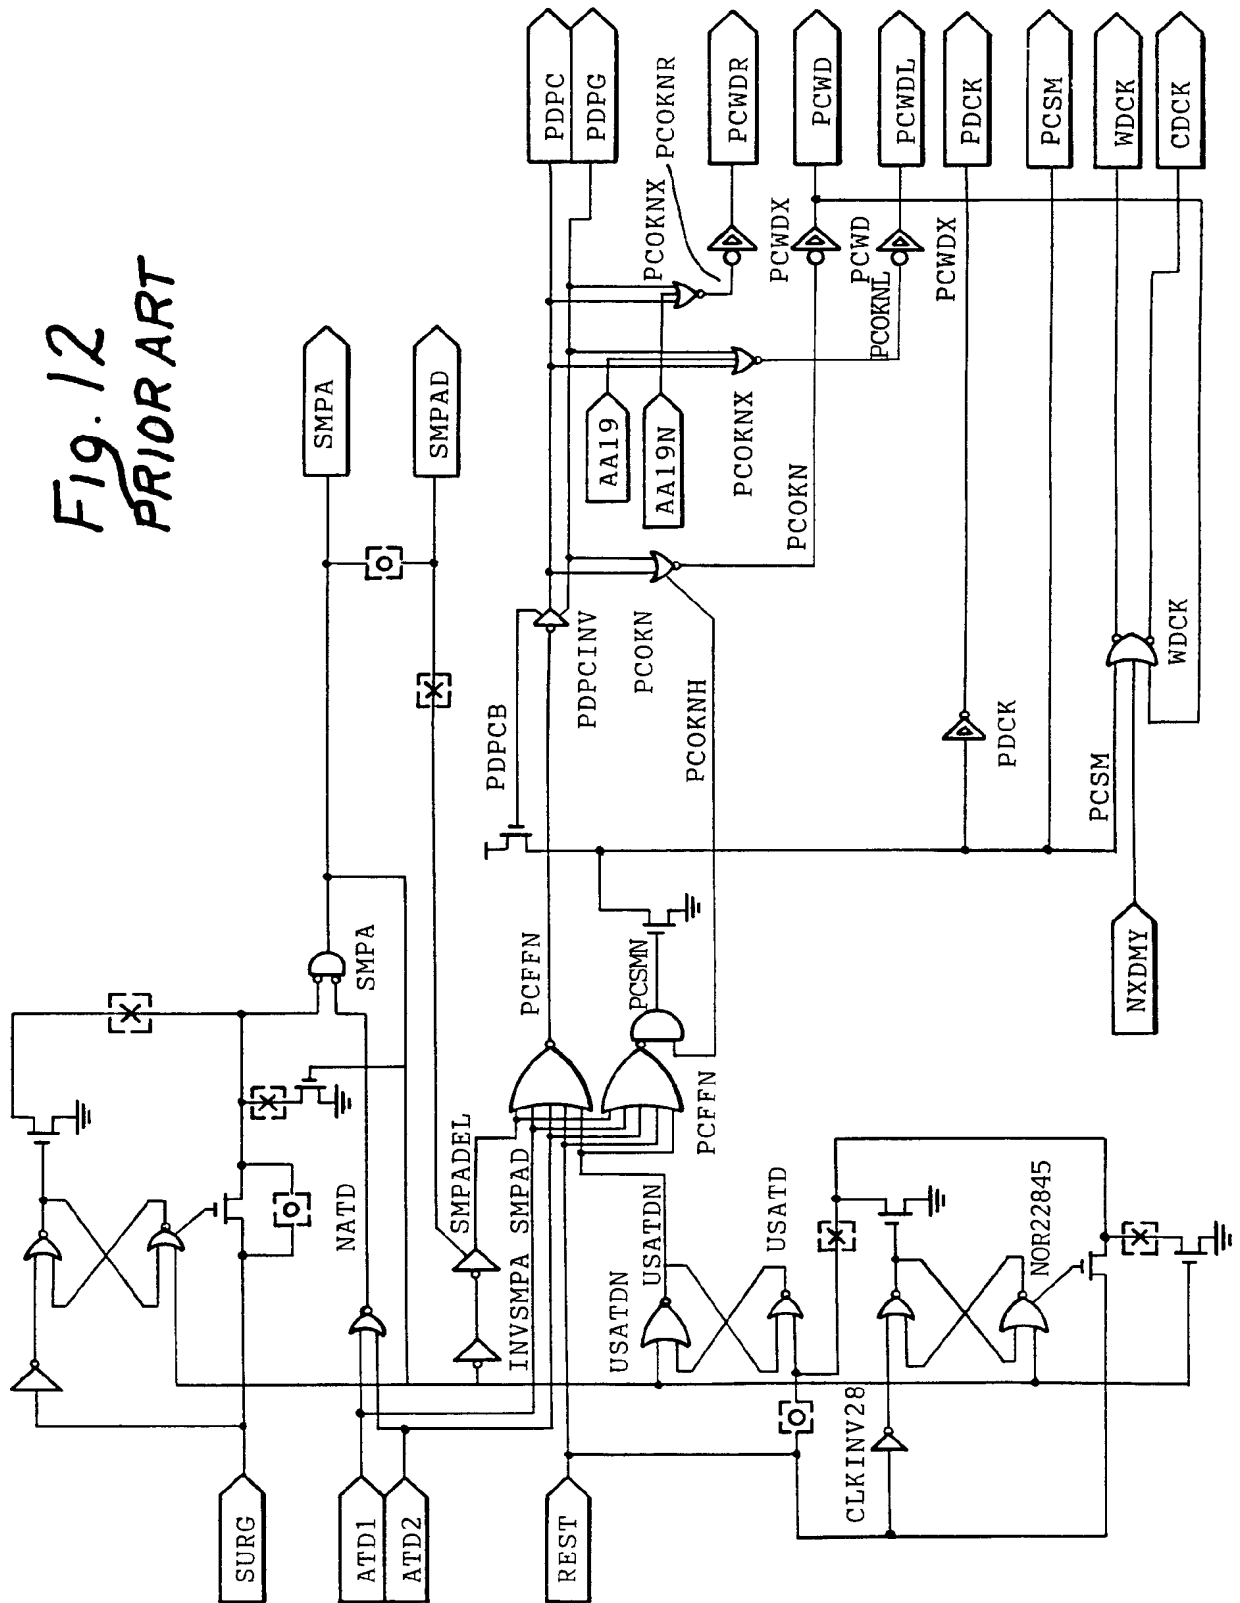 Fig. 12
PRIOR ART
SURG
ATD1
ATD2
REST
NATD
SMPA
SMPA
SMPAD
SMPADEL
INVSMPA SMPAD
USATDN
USATDN
USATD
CLKINV28
NOR22845
PCFFN
PCFFN
PCSMN
PDPCB
PDPCINV
PCOKN
PCOKNH
AA19
AA19N
PCOKNX
PCOKNX
PCOKNR
PCOKN
PCOKNL
PCWDX
PCWD
PCWDX
PDCK
PCSM
NXDMY
WDCK
PDPC
PDPG
PCWDR
PCWD
PCWDL
PDCK
PCSM
WDCK
CDCK